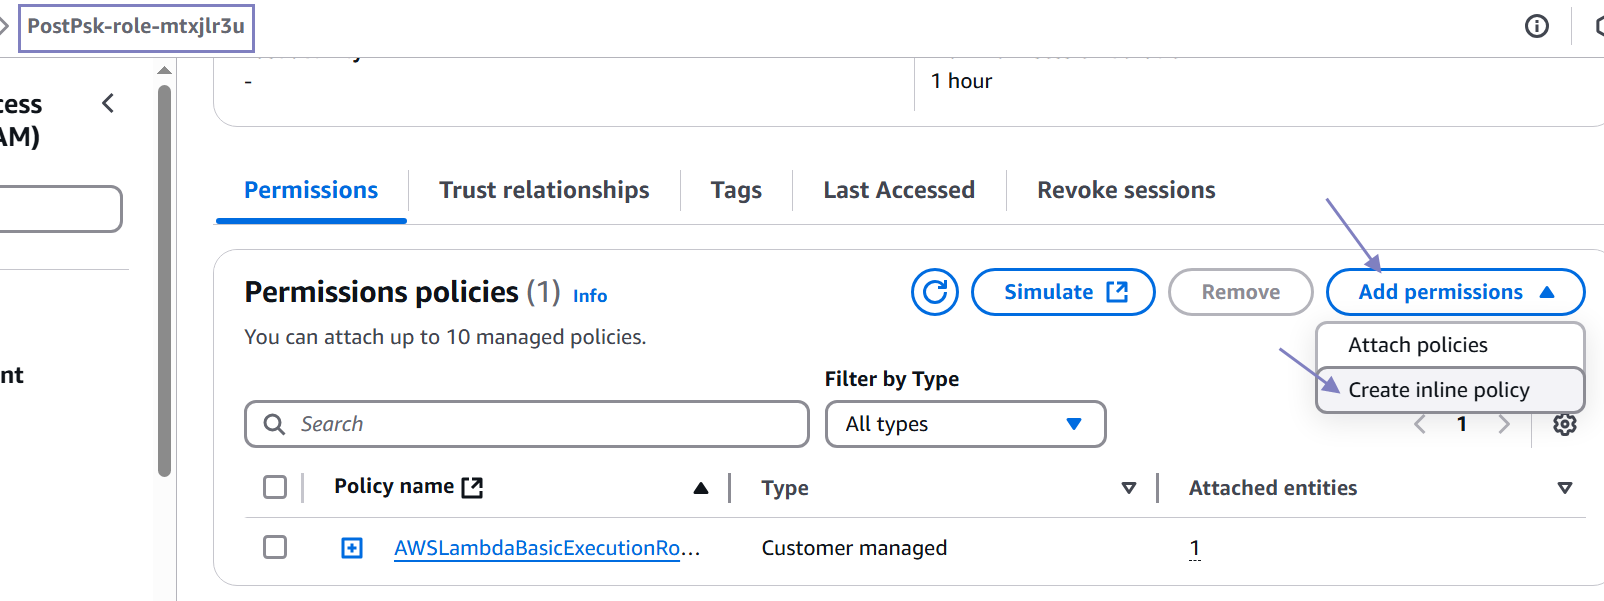 PostPsk-role-mtxjlr3u
-
1 hour
AM)
Permissions
Trust relationships
Tags
Last Accessed
Revoke sessions
Permissions policies (1) Info
You can attach up to 10 managed policies.
Simulate
Remove
Add permissions
Attach policies
Create inline policy
Filter by Type
Search
All types
1
Policy name
Type
Attached entities
AWSLambdaBasicExecutionRo...
Customer managed
1